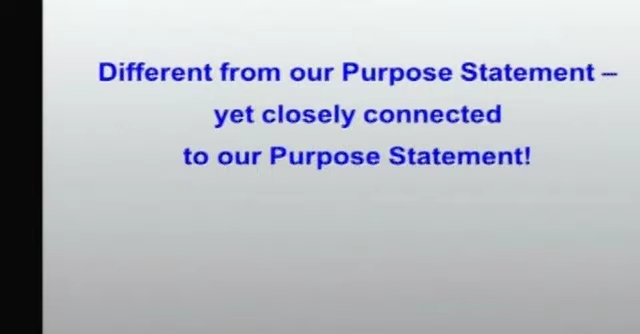 Different from our Purpose Statement –
yet closely connected
to our Purpose Statement!